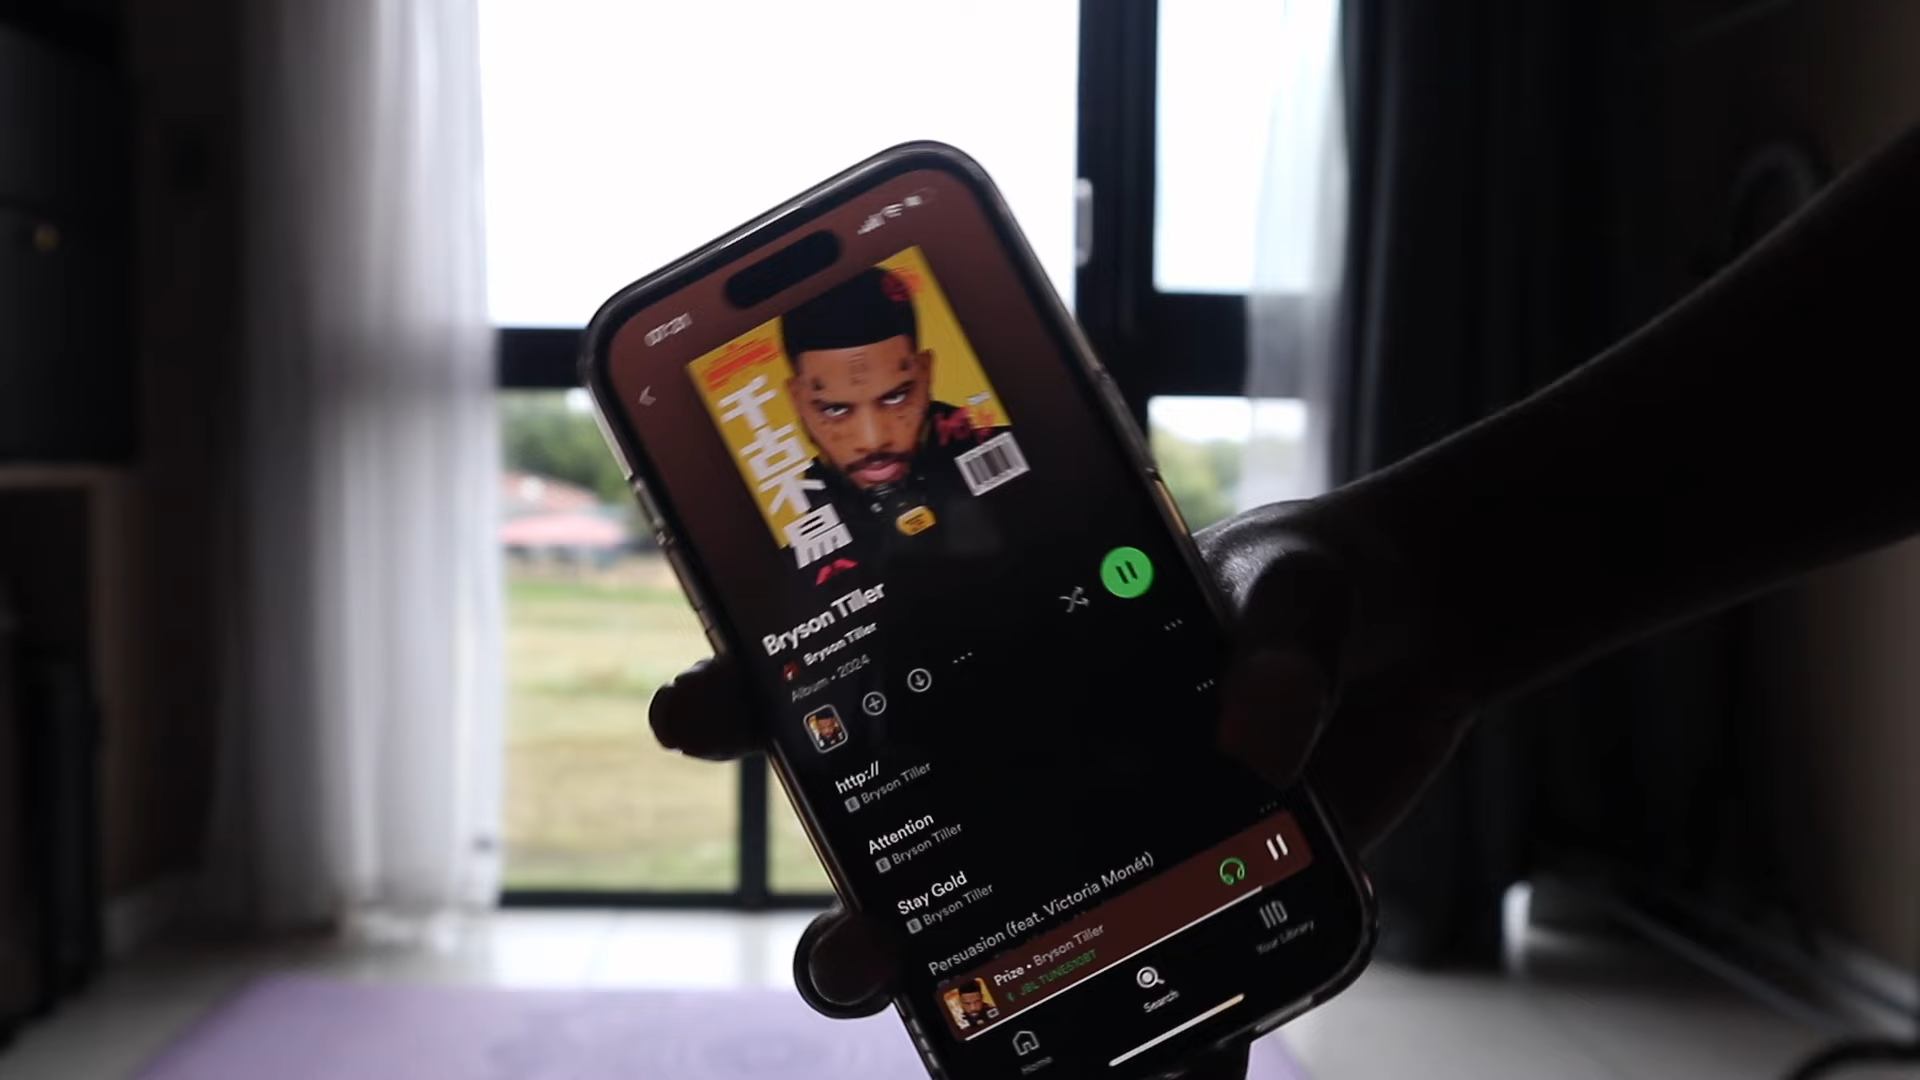 千
古
不
鳥
Bryson Tiller
Bryson Tiller
Album • 2024
http://
E Bryson Tiller
Attention
E Bryson Tiller
Stay Gold
E Bryson Tiller
Persuasion (feat. Victoria Monét)
Prize • Bryson Tiller
JBL TUNE510BT
Home
Search
Your Library